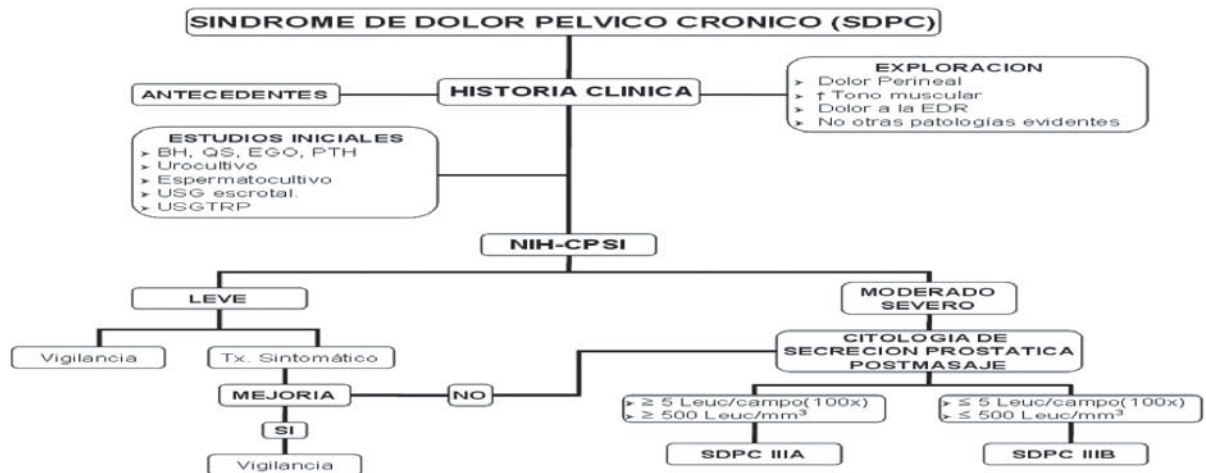 SINDROME DE DOLOR PELVICO CRONICO (SDPC)
ANTECEDENTES
HISTORIA CLINICA
EXPLORACION
➤ Dolor Perineal
➤ ↑ Tono muscular
➤ Dolor a la EDR
➤ No otras patologías evidentes
ESTUDIOS INICIALES
➤ BH, QS, EGO, PTH
➤ Urocultivo
➤ Espermatocultivo
➤ USG escrotal.
➤ USGTRP
NIH-CPSI
LEVE
MODERADO
SEVERO
Vigilancia
Tx. Sintomático
CITOLOGIA DE
SECRECION PROSTATICA
POSTMASAJE
MEJORIA
NO
➤ ≥ 5 Leuc/campo(100x)
➤ ≥ 500 Leuc/mm³
➤ ≤ 5 Leuc/campo(100x)
➤ ≤ 500 Leuc/mm³
SI
SDPC IIIA
SDPC IIIB
Vigilancia